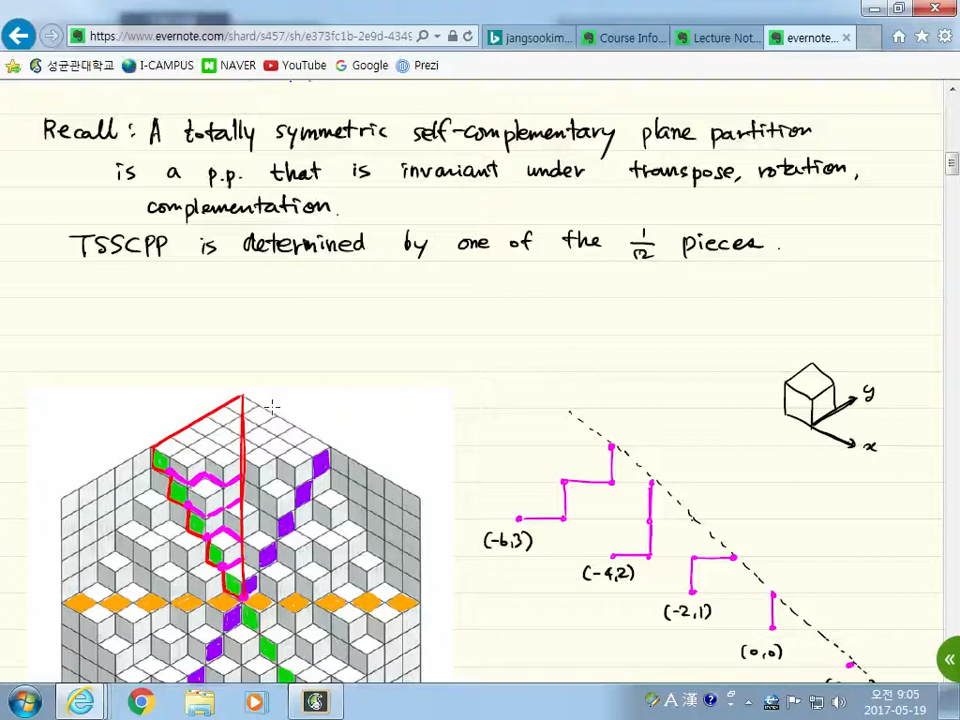 https://www.evernote.com/shard/s457/sh/e373fc1b-2e9d-4349
jangsookim...
Course Info...
Lecture Not...
evernote...
성균관대학교
I-CAMPUS
NAVER
YouTube
Google
Prezi
Recall : A totally symmetric self-complementary plane partition
is a p.p. that is invariant under transpose, rotation,
complementation.
TSSCPP is determined by one of the 1/12 pieces.
y
x
(-6,3)
(-4,2)
(-2,1)
(0,0)
«
A 漢
오전 9:05
2017-05-19